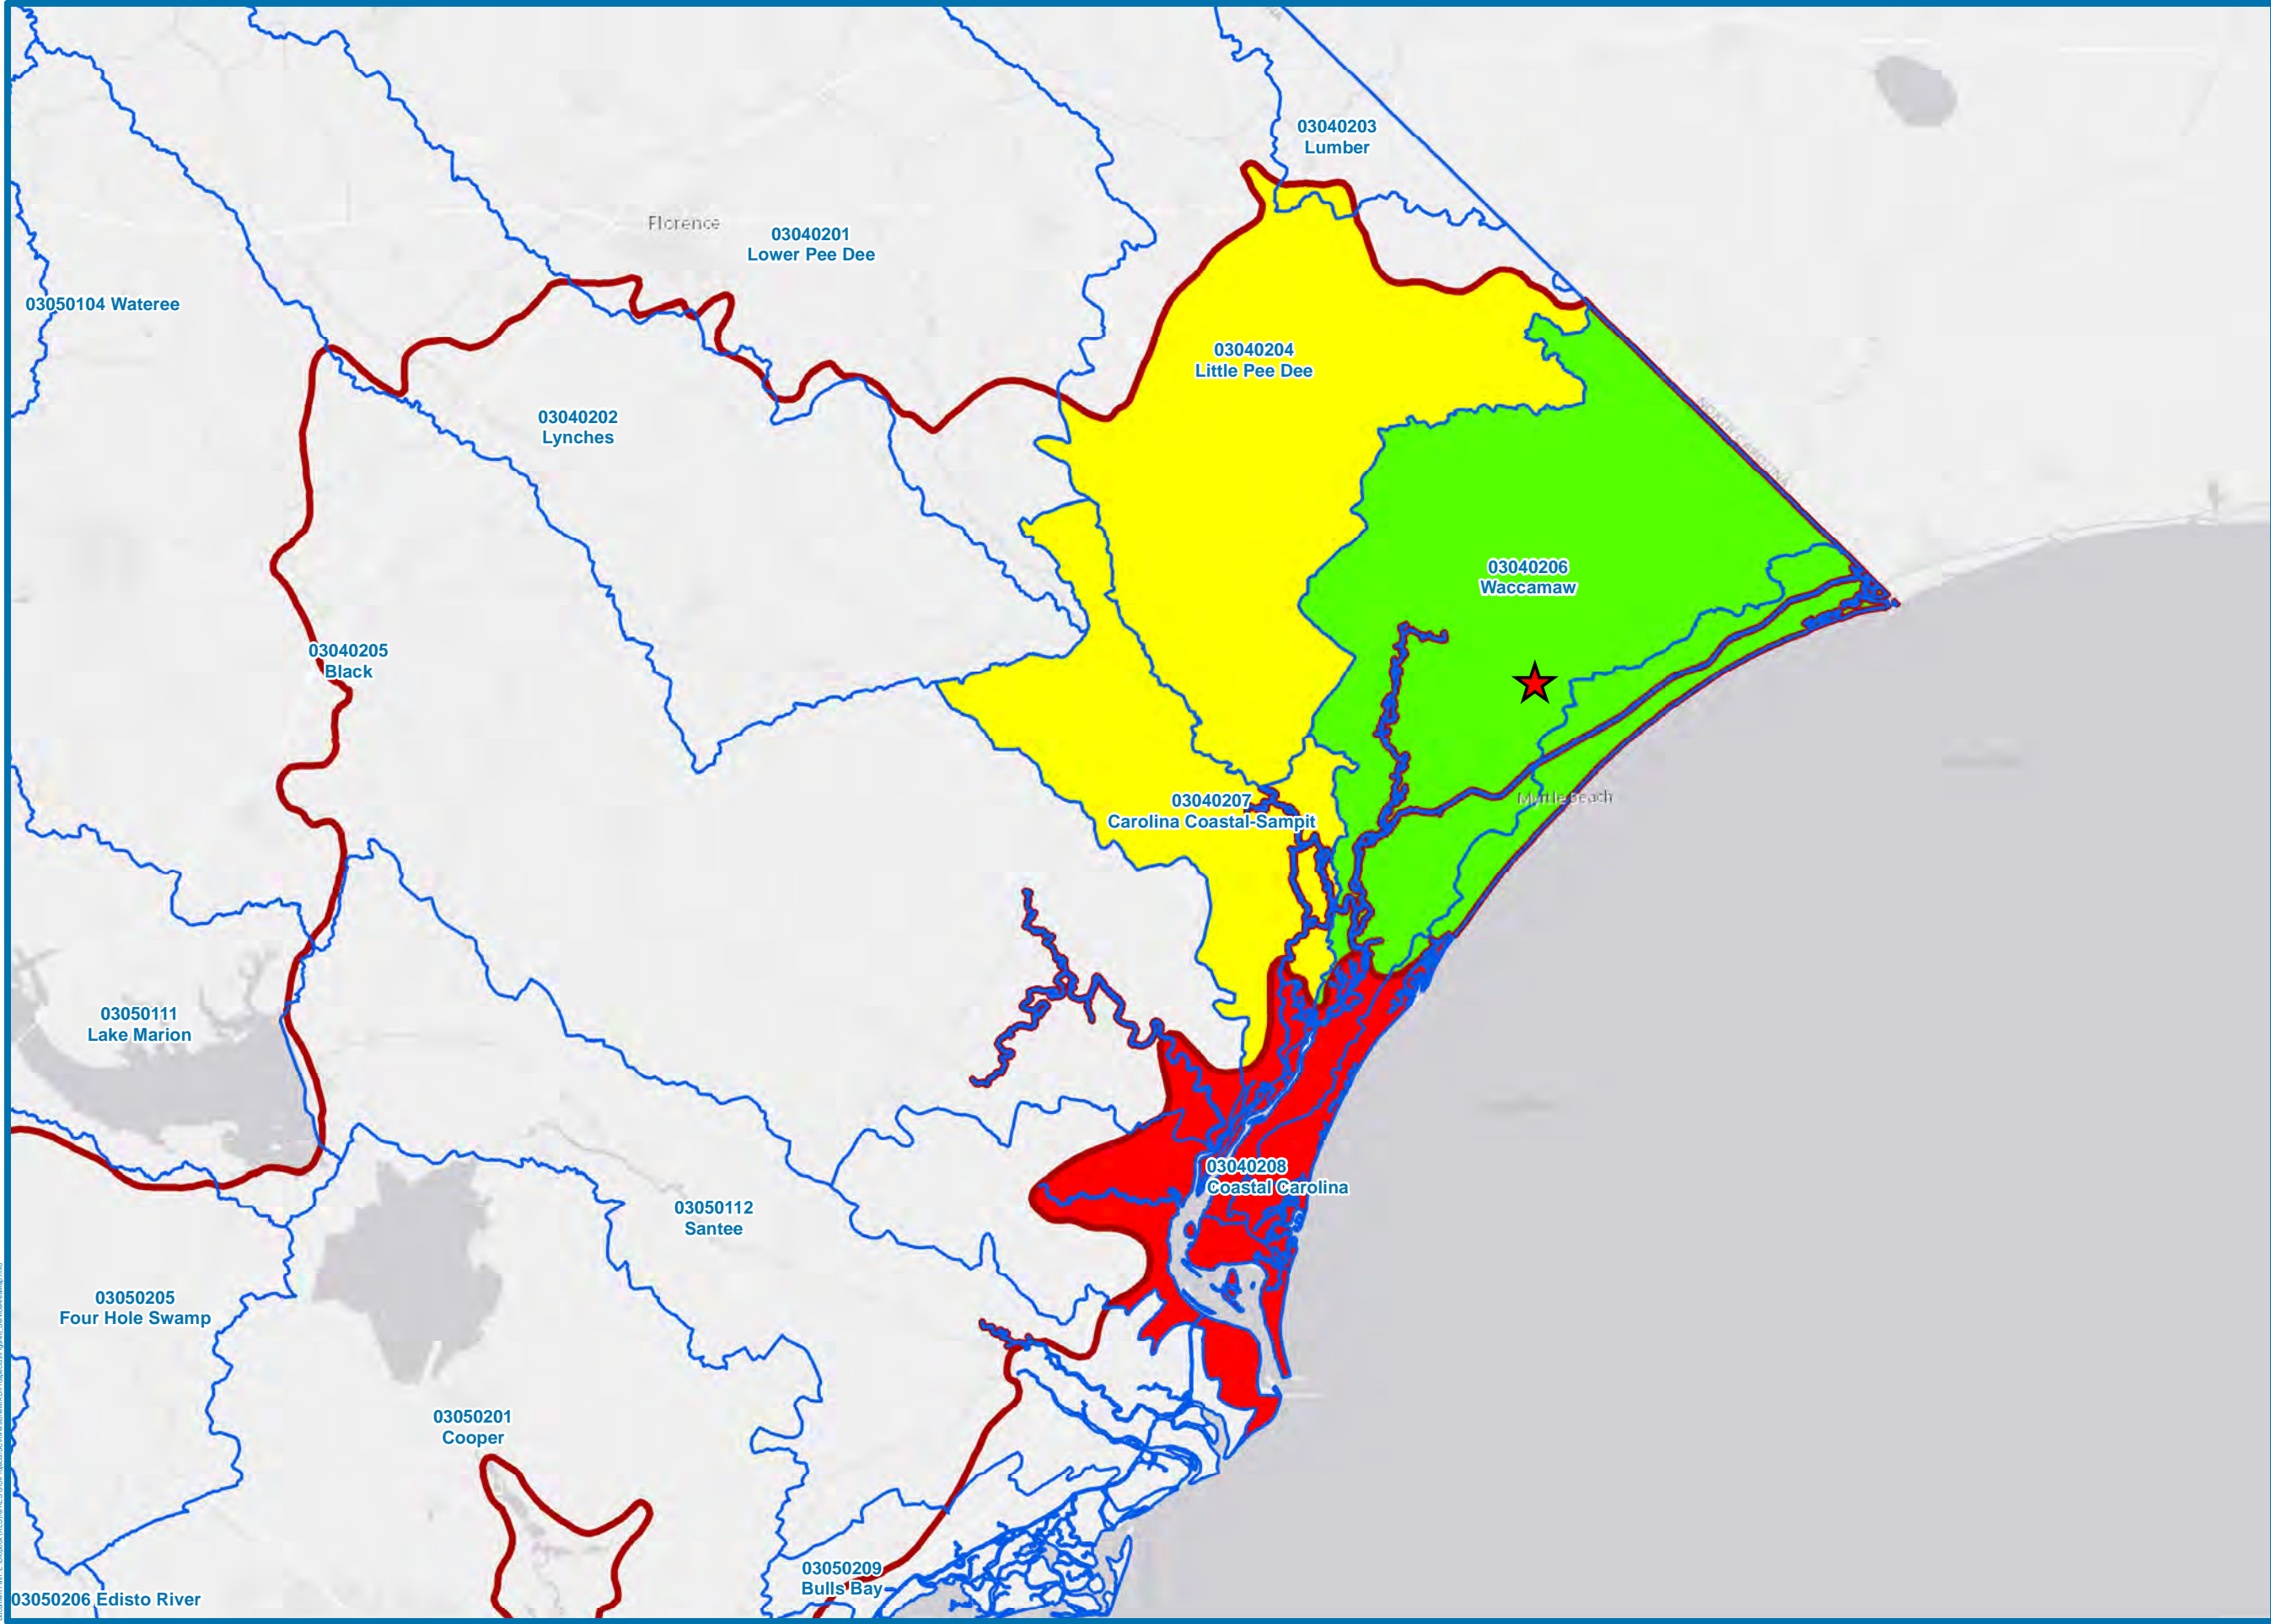 03040203
Lumber
Florence
03040201
Lower Pee Dee
03050104 Wateree
03040204
Little Pee Dee
03040202
Lynches
NORTH CAROLINA
03040206
Waccamaw
03040205
Black
Myrtle Beach
03040207
Carolina Coastal-Sampit
03050111
Lake Marion
03040208
Coastal Carolina
03050112
Santee
03050205
Four Hole Swamp
03050201
Cooper
03050209
Bulls Bay
03050206 Edisto River